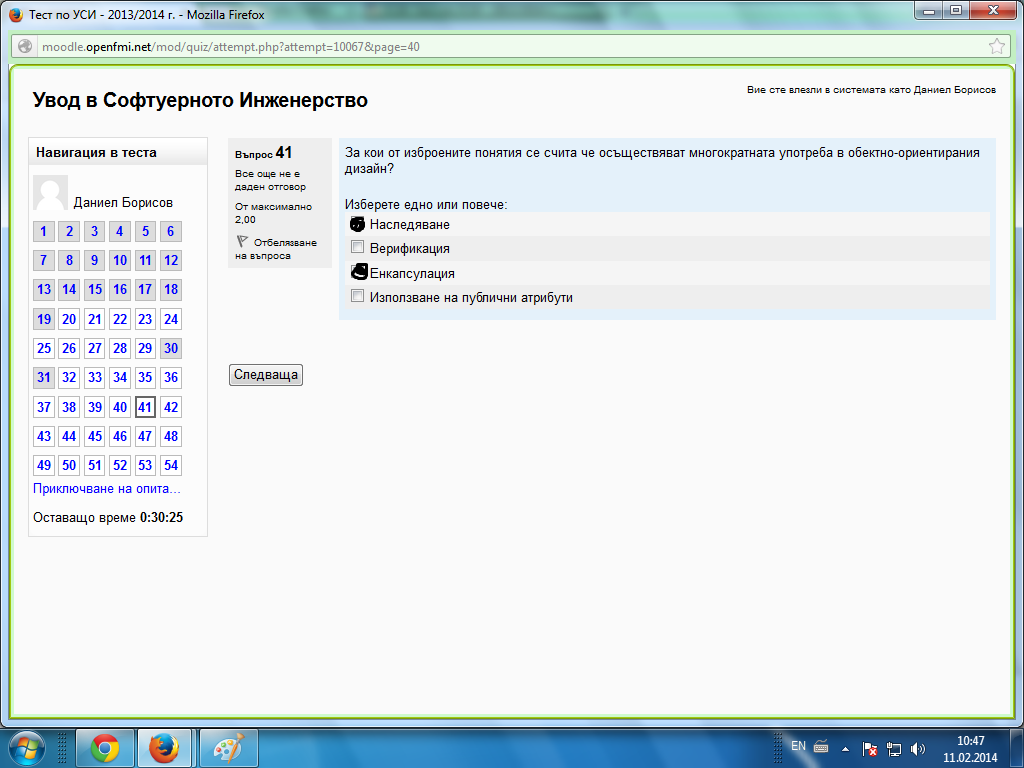 Тест по УСИ - 2013/2014 г. - Mozilla Firefox
moodle.openfmi.net/mod/quiz/attempt.php?attempt=10067&page=40
Вие сте влезли в системата като Даниел Борисов
Увод в Софтуерното Инженерство
Навигация в теста
Даниел Борисов
1 2 3 4 5 6
7 8 9 10 11 12
13 14 15 16 17 18
19 20 21 22 23 24
25 26 27 28 29 30
31 32 33 34 35 36
37 38 39 40 41 42
43 44 45 46 47 48
49 50 51 52 53 54
Приключване на опита...
Оставащо време 0:30:25
Въпрос 41
Все още не е
даден отговор
От максимално
2,00
Отбелязване
на въпроса
За кои от изброените понятия се счита че осъществяват многократната употреба в обектно-ориентирания
дизайн?
Изберете едно или повече:
Наследяване
Верификация
Енкапсулация
Използване на публични атрибути
Следваща
EN
10:47
11.02.2014